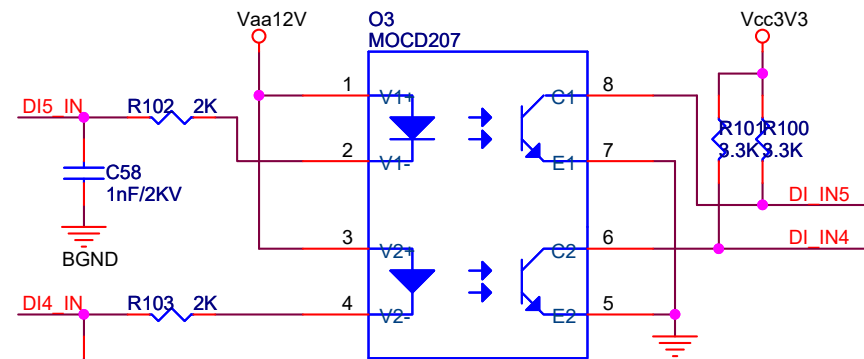 Vaa12V
O3
MOCD207
Vcc3V3
DI5_IN
R102
2K
1
V1+
C1
8
R101
R100
3.3K
3.3K
2
V1-
E1
7
C58
1nF/2KV
DI_IN5
BGND
3
V2+
C2
6
DI_IN4
DI4_IN
R103
2K
4
V2-
E2
5